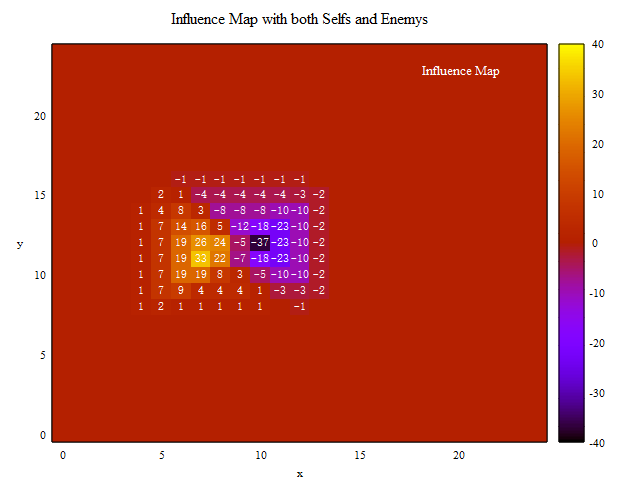 Influence Map with both Selfs and Enemys
40
Influence Map
30
20
20
-1 -1 -1 -1 -1 -1 -1
2 1 -4 -4 -4 -4 -4 -3 -2
15
1 4 8 3 -8 -8 -8 -10 -10 -2
10
1 7 14 16 5 -12 -18 -23 -10 -2
y
1 7 19 26 24 -5 -37 -23 -10 -2
0
1 7 19 33 22 -7 -18 -23 -10 -2
10
1 7 19 19 8 3 -5 -10 -10 -2
1 7 9 4 4 4 1 -3 -3 -2
-10
1 2 1 1 1 1 1 -1
-20
5
-30
0
-40
0 5 10 15 20
x